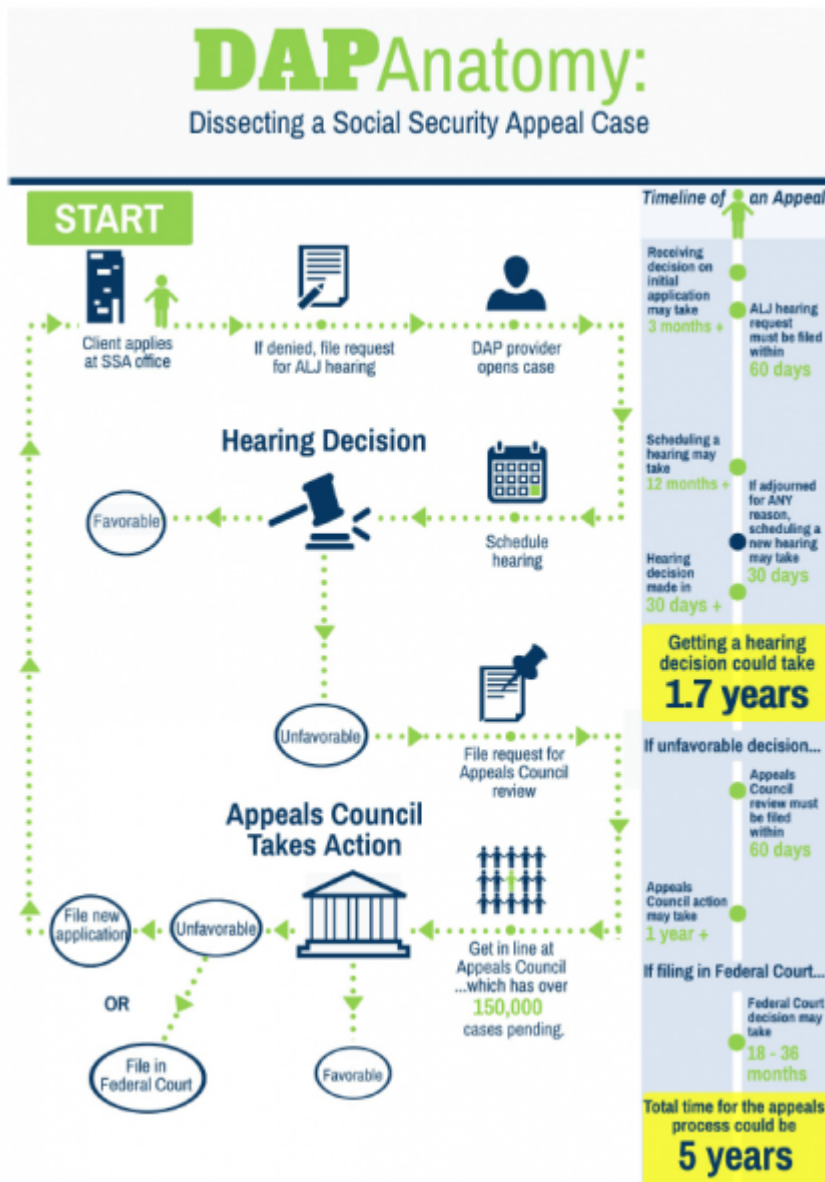 DAPAnatomy:
Dissecting a Social Security Appeal Case
START
Client applies
at SSA office
If denied, file request
for ALJ hearing
DAP provider
opens case
Hearing Decision
Favorable
Schedule
hearing
Unfavorable
File request for
Appeals Council
review
Appeals Council
Takes Action
File new
application
Unfavorable
Get in line at
Appeals Council
...which has over
150,000
cases pending.
OR
File in
Federal Court
Favorable
Timeline of an Appeal
Receiving
decision on
initial
application
may take
3 months +
ALJ hearing
request
must be filed
within
60 days
Scheduling a
hearing may
take
12 months +
If adjourned
for ANY
reason,
scheduling a
new hearing
may take
30 days
Hearing
decision
made in
30 days +
Getting a hearing
decision could take
1.7 years
If unfavorable decision...
Appeals
Council
review must
be filed
within
60 days
Appeals
Council action
may take
1 year +
If filing in Federal Court...
Federal Court
decision may
take
18 - 36
months
Total time for the appeals
process could be
5 years